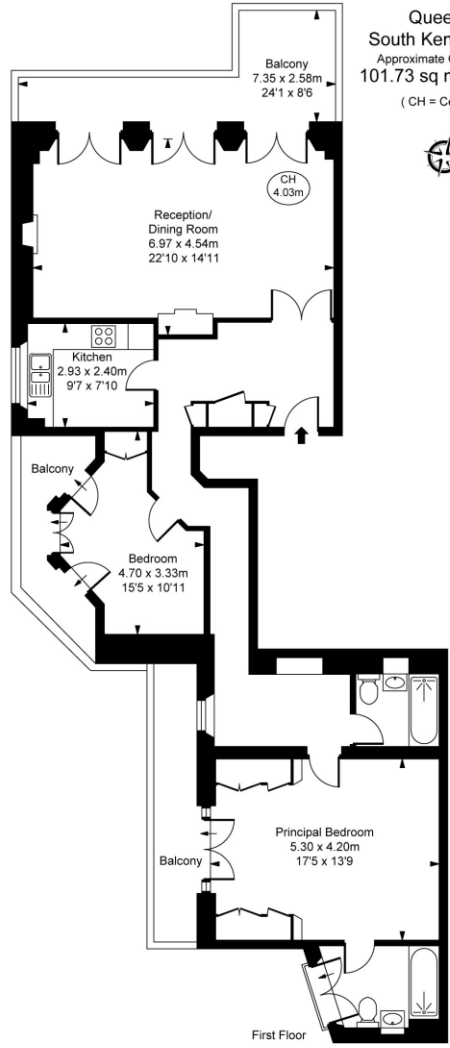 Quee
South Ken
Approximate
101.73 sq
( CH = Ce
Balcony
7.35 x 2.58m
24'1 x 8'6
CH
4.03m
Reception/
Dining Room
6.97 x 4.54m
22'10 x 14'11
Kitchen
2.93 x 2.40m
9'7 x 7'10
Balcony
Bedroom
4.70 x 3.33m
15'5 x 10'11
Principal Bedroom
5.30 x 4.20m
17'5 x 13'9
Balcony
First Floor